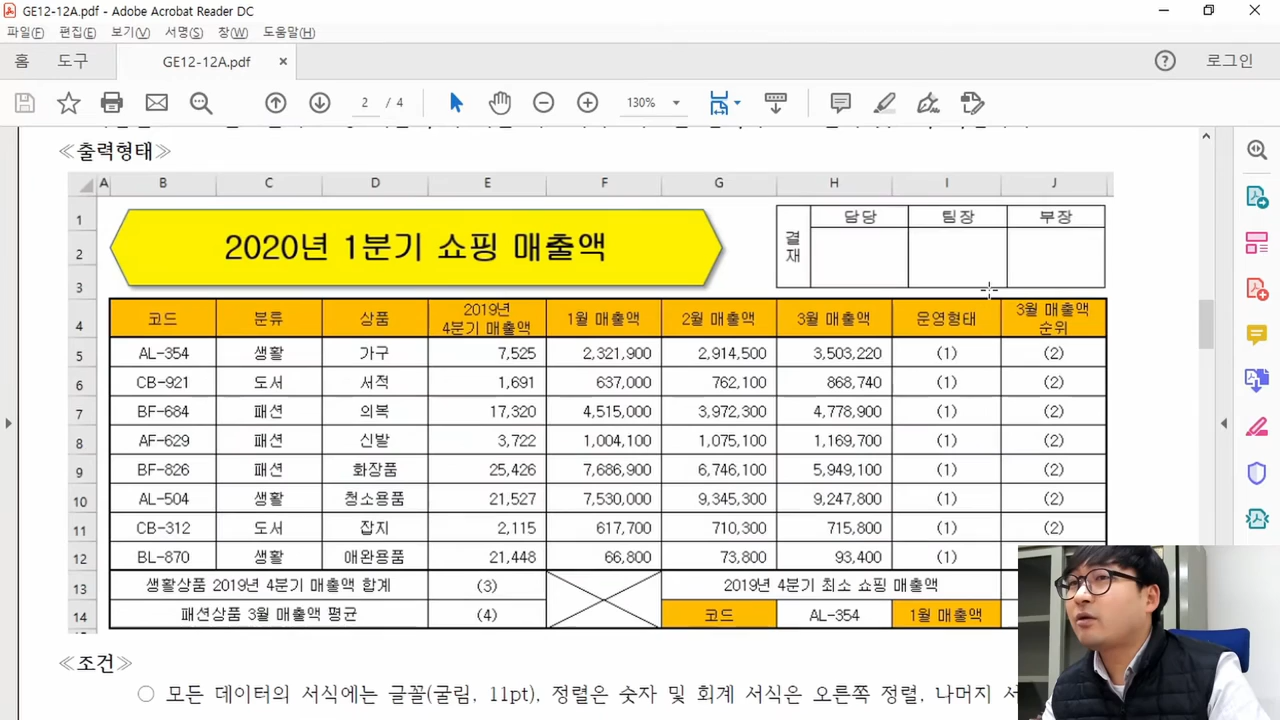 GE12-12A.pdf - Adobe Acrobat Reader DC
파일(F) 편집(E) 보기(V) 서명(S) 창(W) 도움말(H)
홈 도구 GE12-12A.pdf × 로그인
2 / 4 130%
≪출력형태≫
A B C D E F G H I J
1 담당 팀장 부장
2 2020년 1분기 쇼핑 매출액 결재
3
4 코드 분류 상품 2019년 4분기 매출액 1월 매출액 2월 매출액 3월 매출액 운영형태 3월 매출액 순위
5 AL-354 생활 가구 7,525 2,321,900 2,914,500 3,503,220 (1) (2)
6 CB-921 도서 서적 1,691 637,000 762,100 868,740 (1) (2)
7 BF-684 패션 의복 17,320 4,515,000 3,972,300 4,778,900 (1) (2)
8 AF-629 패션 신발 3,722 1,004,100 1,075,100 1,169,700 (1) (2)
9 BF-826 패션 화장품 25,426 7,686,900 6,746,100 5,949,100 (1) (2)
10 AL-504 생활 청소용품 21,527 7,530,000 9,345,300 9,247,800 (1) (2)
11 CB-312 도서 잡지 2,115 617,700 710,300 715,800 (1) (2)
12 BL-870 생활 애완용품 21,448 66,800 73,800 93,400 (1)
13 생활상품 2019년 4분기 매출액 합계 (3) 2019년 4분기 최소 쇼핑 매출액
14 패션상품 3월 매출액 평균 (4) 코드 AL-354 1월 매출액
≪조건≫
○ 모든 데이터의 서식에는 글꼴(굴림, 11pt), 정렬은 숫자 및 회계 서식은 오른쪽 정렬, 나머지